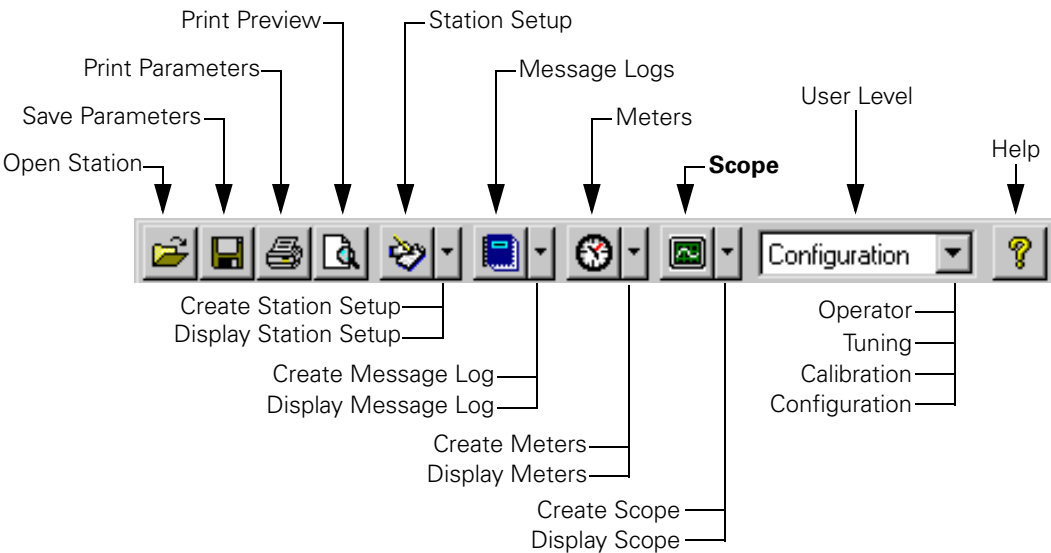 Print Preview
Station Setup
Print Parameters
Message Logs
User Level
Save Parameters
Meters
Help
Open Station
Scope
Configuration
Create Station Setup
Display Station Setup
Operator
Tuning
Create Message Log
Calibration
Display Message Log
Configuration
Create Meters
Display Meters
Create Scope
Display Scope